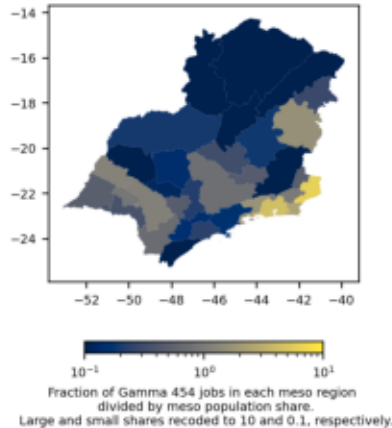 −14
−16
−18
−20
−22
−24
−52 −50 −48 −46 −44 −42 −40
10⁻¹ 10⁰ 10¹
Fraction of Gamma 454 jobs in each meso region
divided by meso population share.
Large and small shares recoded to 10 and 0.1, respectively